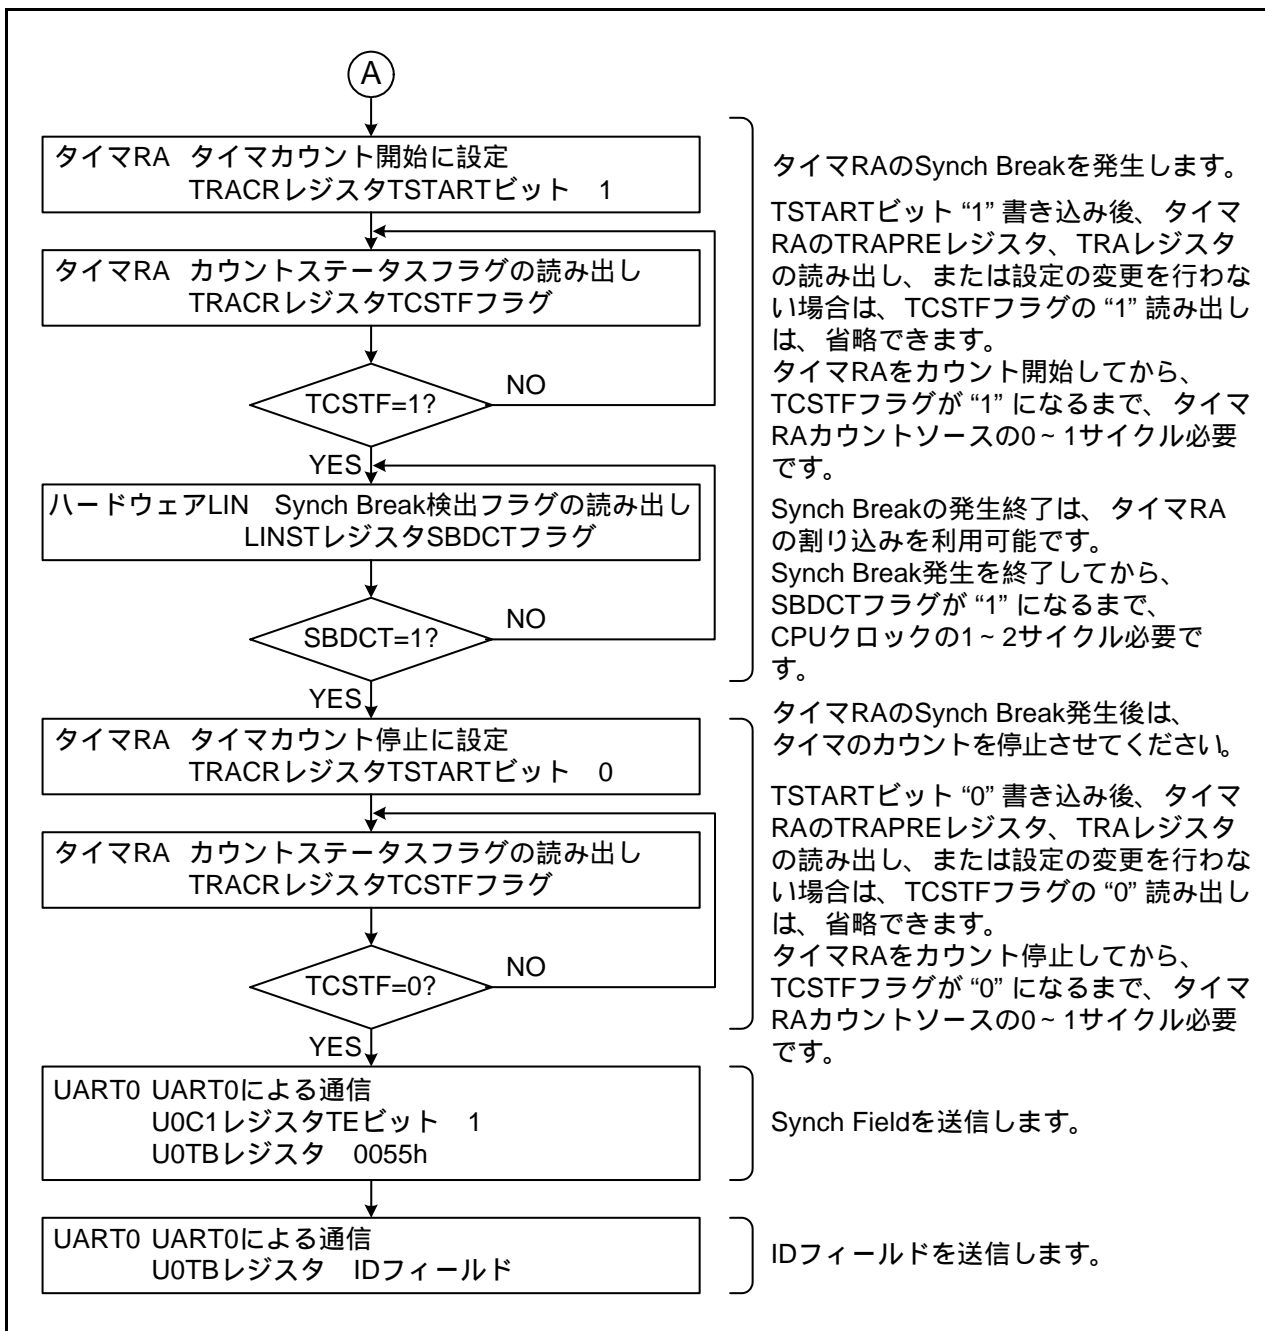 A
タイマRA タイマカウント開始に設定
TRACRレジスタTSTARTビット 1
タイマRA カウントステータスフラグの読み出し
TRACRレジスタTCSTFフラグ
TCSTF=1?
NO
YES
ハードウェアLIN Synch Break検出フラグの読み出し
LINSTレジスタSBDCTフラグ
SBDCT=1?
NO
YES
タイマRAのSynch Breakを発生します。
TSTARTビット “1” 書き込み後、タイマ
RAのTRAPREレジスタ、TRAレジスタ
の読み出し、または設定の変更を行わな
い場合は、TCSTFフラグの “1” 読み出し
は、省略できます。
タイマRAをカウント開始してから、
TCSTFフラグが “1” になるまで、タイマ
RAカウントソースの0~1サイクル必要
です。
Synch Breakの発生終了は、タイマRA
の割り込みを利用可能です。
Synch Break発生を終了してから、
SBDCTフラグが “1” になるまで、
CPUクロックの1~2サイクル必要で
す。
タイマRA タイマカウント停止に設定
TRACRレジスタTSTARTビット 0
タイマRA カウントステータスフラグの読み出し
TRACRレジスタTCSTFフラグ
TCSTF=0?
NO
YES
タイマRAのSynch Break発生後は、
タイマのカウントを停止させてください。
TSTARTビット “0” 書き込み後、タイマ
RAのTRAPREレジスタ、TRAレジスタ
の読み出し、または設定の変更を行わな
い場合は、TCSTFフラグの “0” 読み出し
は、省略できます。
タイマRAをカウント停止してから、
TCSTFフラグが “0” になるまで、タイマ
RAカウントソースの0~1サイクル必要
です。
UART0 UART0による通信
U0C1レジスタTEビット 1
U0TBレジスタ 0055h
Synch Fieldを送信します。
UART0 UART0による通信
U0TBレジスタ IDフィールド
IDフィールドを送信します。